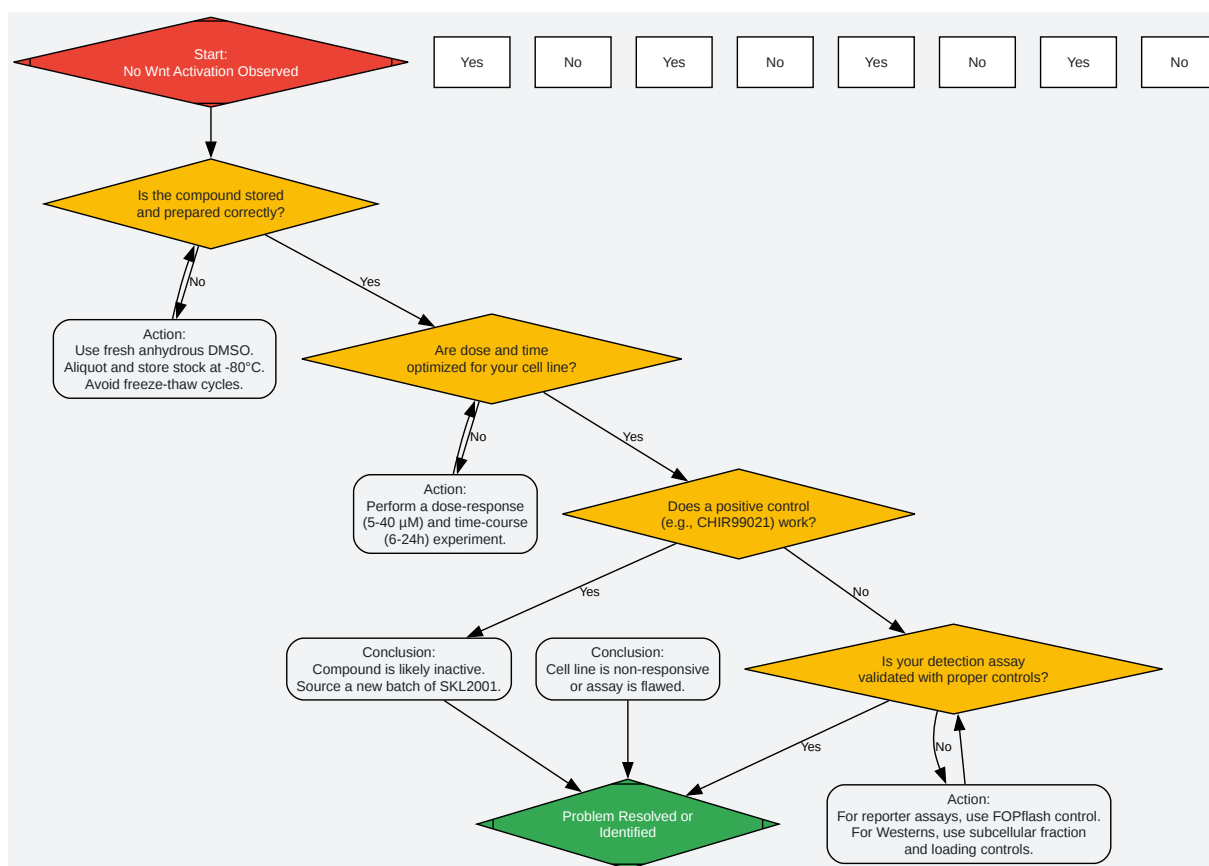 Start:
No Wnt Activation Observed
Yes
No
Yes
No
Yes
No
Yes
No
Is the compound stored
and prepared correctly?
No
Yes
Action:
Use fresh anhydrous DMSO.
Aliquot and store stock at -80°C.
Avoid freeze-thaw cycles.
Are dose and time
optimized for your cell line?
No
Yes
Action:
Perform a dose-response
(5-40 µM) and time-course
(6-24h) experiment.
Does a positive control
(e.g., CHIR99021) work?
Yes
No
Conclusion:
Compound is likely inactive.
Source a new batch of SKL2001.
Conclusion:
Cell line is non-responsive
or assay is flawed.
Is your detection assay
validated with proper controls?
Yes
No
Problem Resolved or
Identified
Action:
For reporter assays, use FOPflash control.
For Westerns, use subcellular fraction
and loading controls.